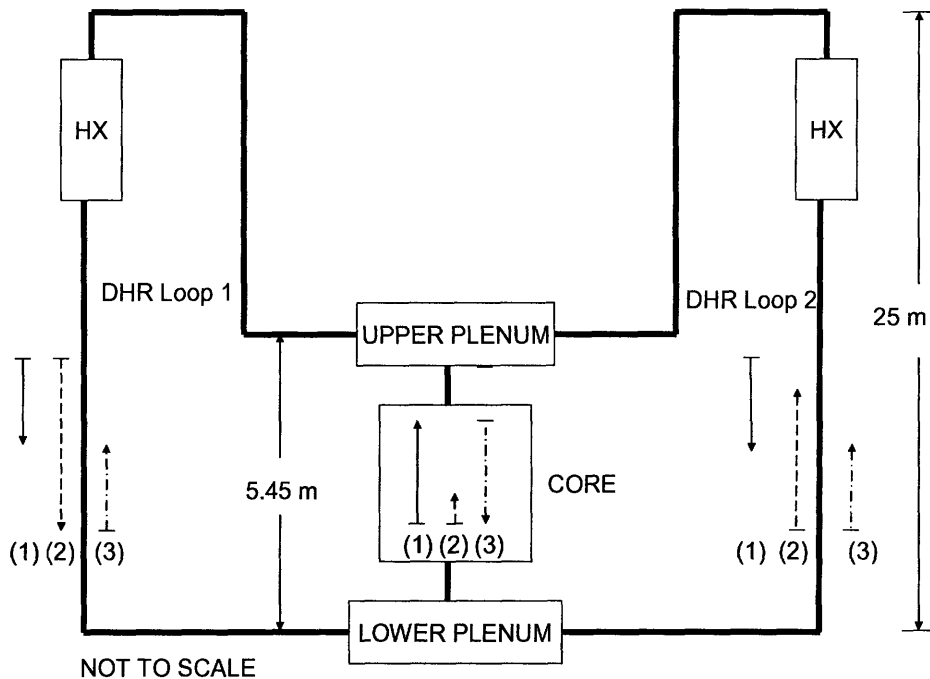 HX
HX
DHR Loop 1
DHR Loop 2
25 m
UPPER PLENUM
5.45 m
CORE
(1) (2) (3)
(1) (2) (3)
(1) (2) (3)
LOWER PLENUM
NOT TO SCALE